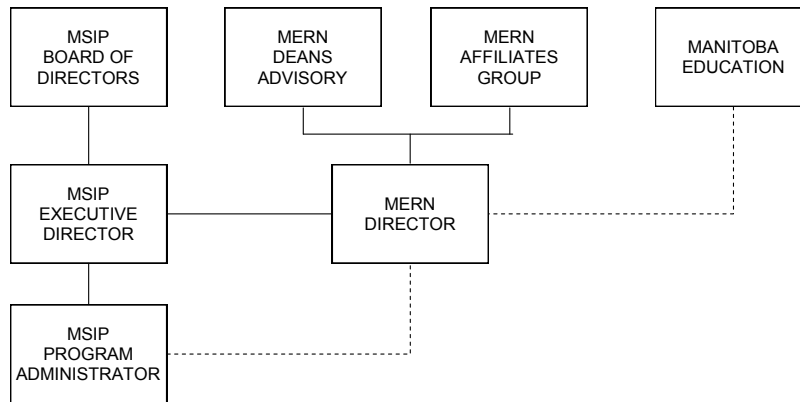 MSIP
BOARD OF
DIRECTORS
MERN
DEANS
ADVISORY
MERN
AFFILIATES
GROUP
MANITOBA
EDUCATION
MSIP
EXECUTIVE
DIRECTOR
MERN
DIRECTOR
MSIP
PROGRAM
ADMINISTRATOR